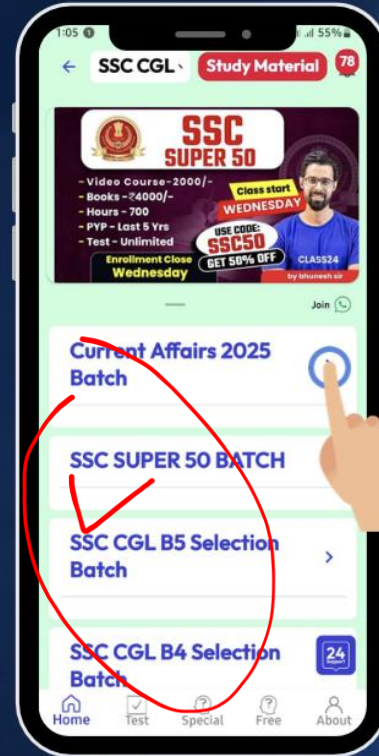 1:05
55%
SSC CGL
Study Material
78
SSC
SUPER 50
- Video Course-2000/-
- Books - ₹4000/-
- Hours - 700
- PYP - Last 5 Yrs
- Test - Unlimited
Class start
WEDNESDAY
USE CODE:
SSC50
GET 50% OFF
Enrollment Close
Wednesday
CLASS24
by bhunesh sir
Join
Current Affairs 2025
Batch
SSC SUPER 50 BATCH
SSC CGL B5 Selection
Batch
SSC CGL B4 Selection
Batch
24
Support
Home
Test
Special
Free
About